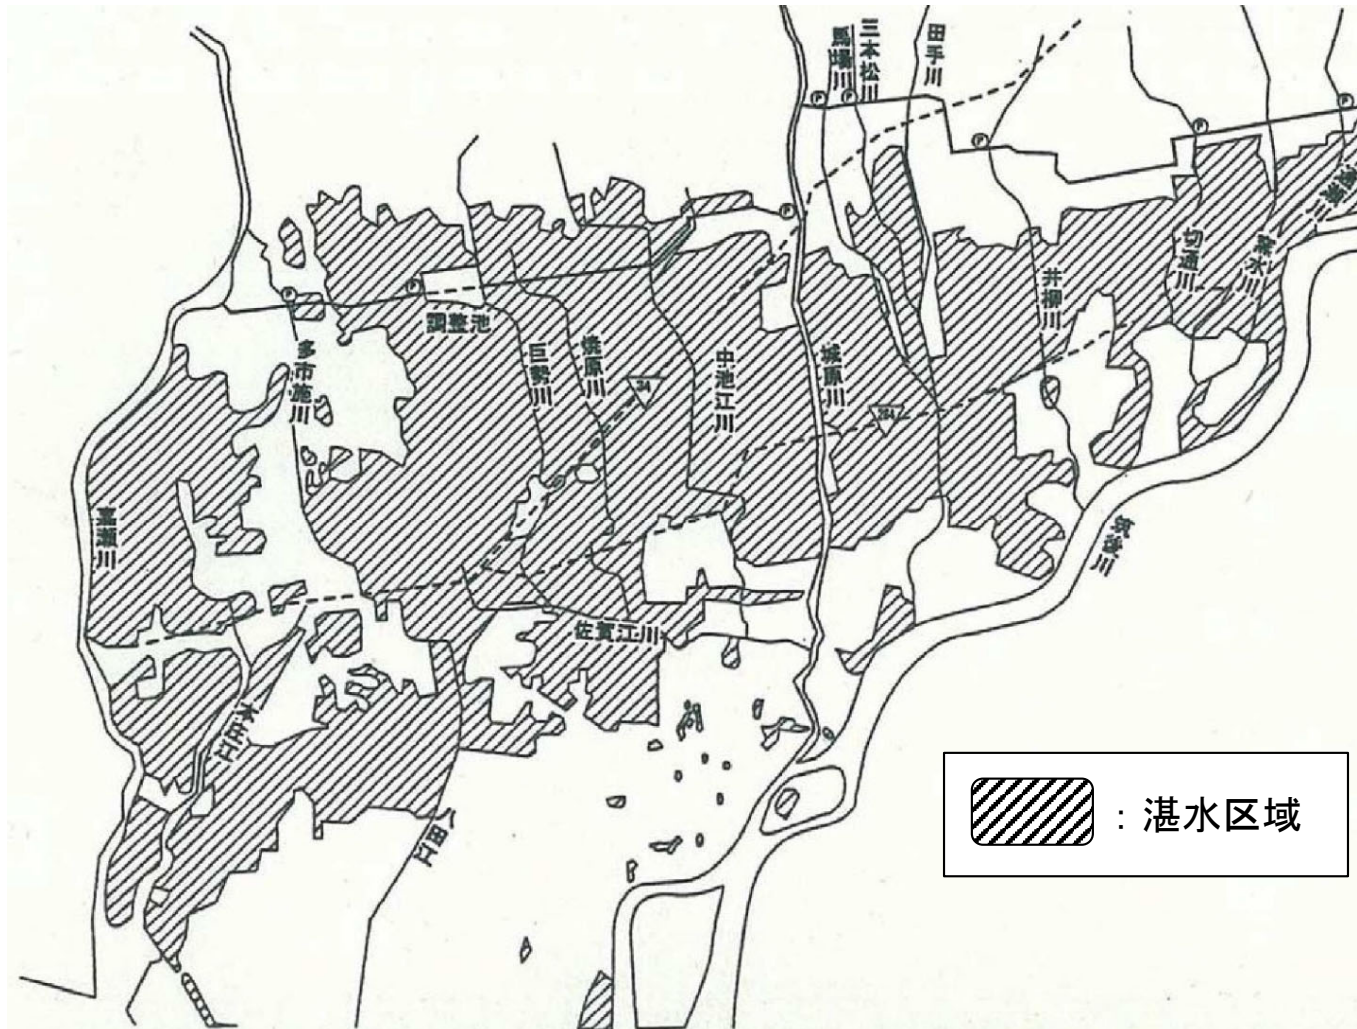 三本松川
馬場川
田手川
切通川
寒水川
井柳川
調整池
多布施川
巨勢川
焼原川
34
中池江川
城原川
264
嘉瀬川
筑後川
佐賀江川
本庄江
八田江
：湛水区域
P
P
P
P
P
P
P
P